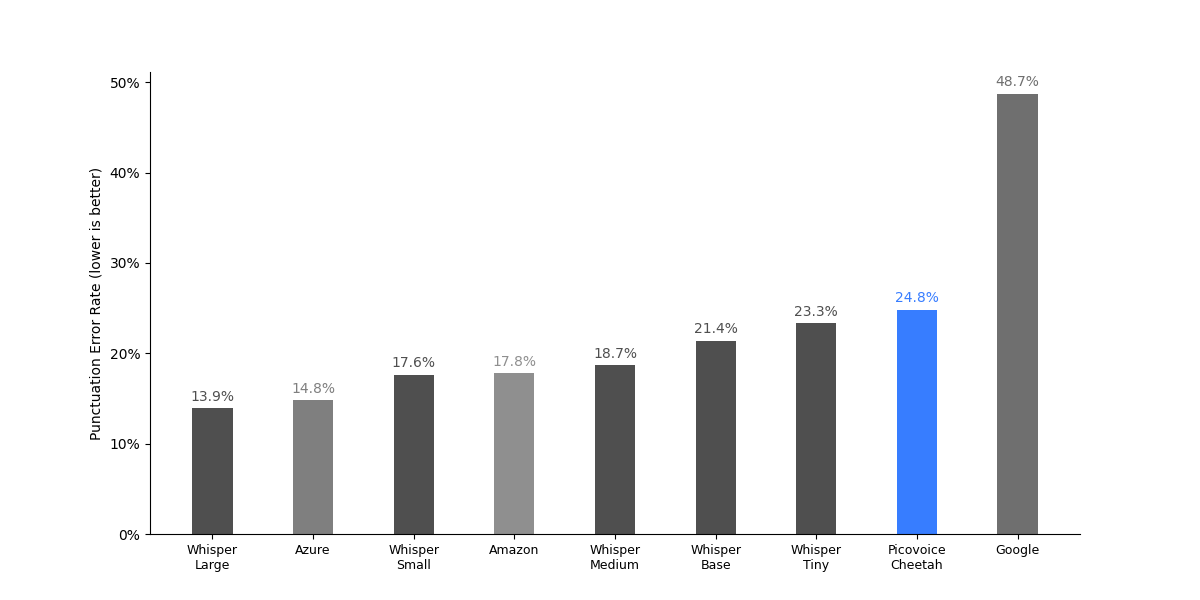 Punctuation Error Rate (lower is better)
50%
40%
30%
20%
10%
0%
13.9%
14.8%
17.6%
17.8%
18.7%
21.4%
23.3%
24.8%
48.7%
Whisper
Large
Azure
Whisper
Small
Amazon
Whisper
Medium
Whisper
Base
Whisper
Tiny
Picovoice
Cheetah
Google